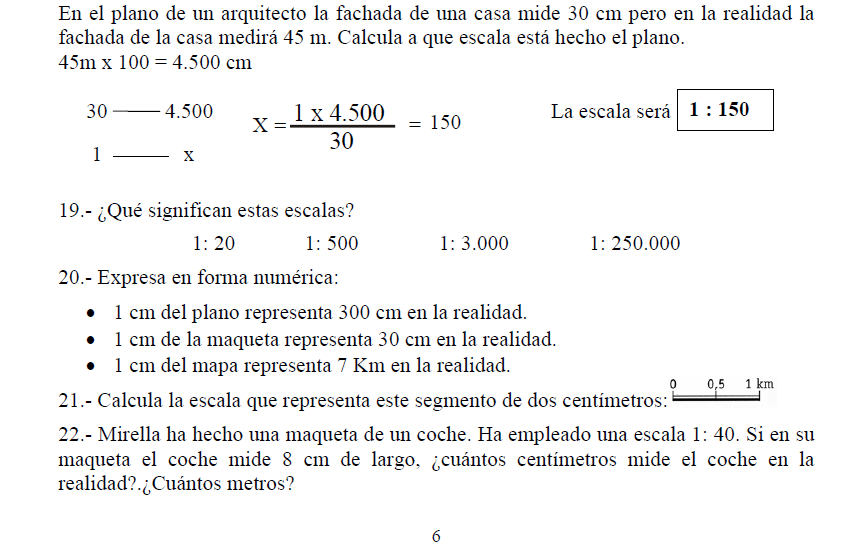 En el plano de un arquitecto la fachada de una casa mide 30 cm pero en la realidad la
fachada de la casa medirá 45 m. Calcula a que escala está hecho el plano.
45m x 100 = 4.500 cm
30 —— 4.500
X = 1 x 4.500 / 30 = 150
La escala será 1 : 150
1 —— x
19.- ¿Qué significan estas escalas?
1: 20 1: 500 1: 3.000 1: 250.000
20.- Expresa en forma numérica:
• 1 cm del plano representa 300 cm en la realidad.
• 1 cm de la maqueta representa 30 cm en la realidad.
• 1 cm del mapa representa 7 Km en la realidad.
0 0,5 1 km
21.- Calcula la escala que representa este segmento de dos centímetros:
22.- Mirella ha hecho una maqueta de un coche. Ha empleado una escala 1: 40. Si en su
maqueta el coche mide 8 cm de largo, ¿cuántos centímetros mide el coche en la
realidad?.¿Cuántos metros?
6